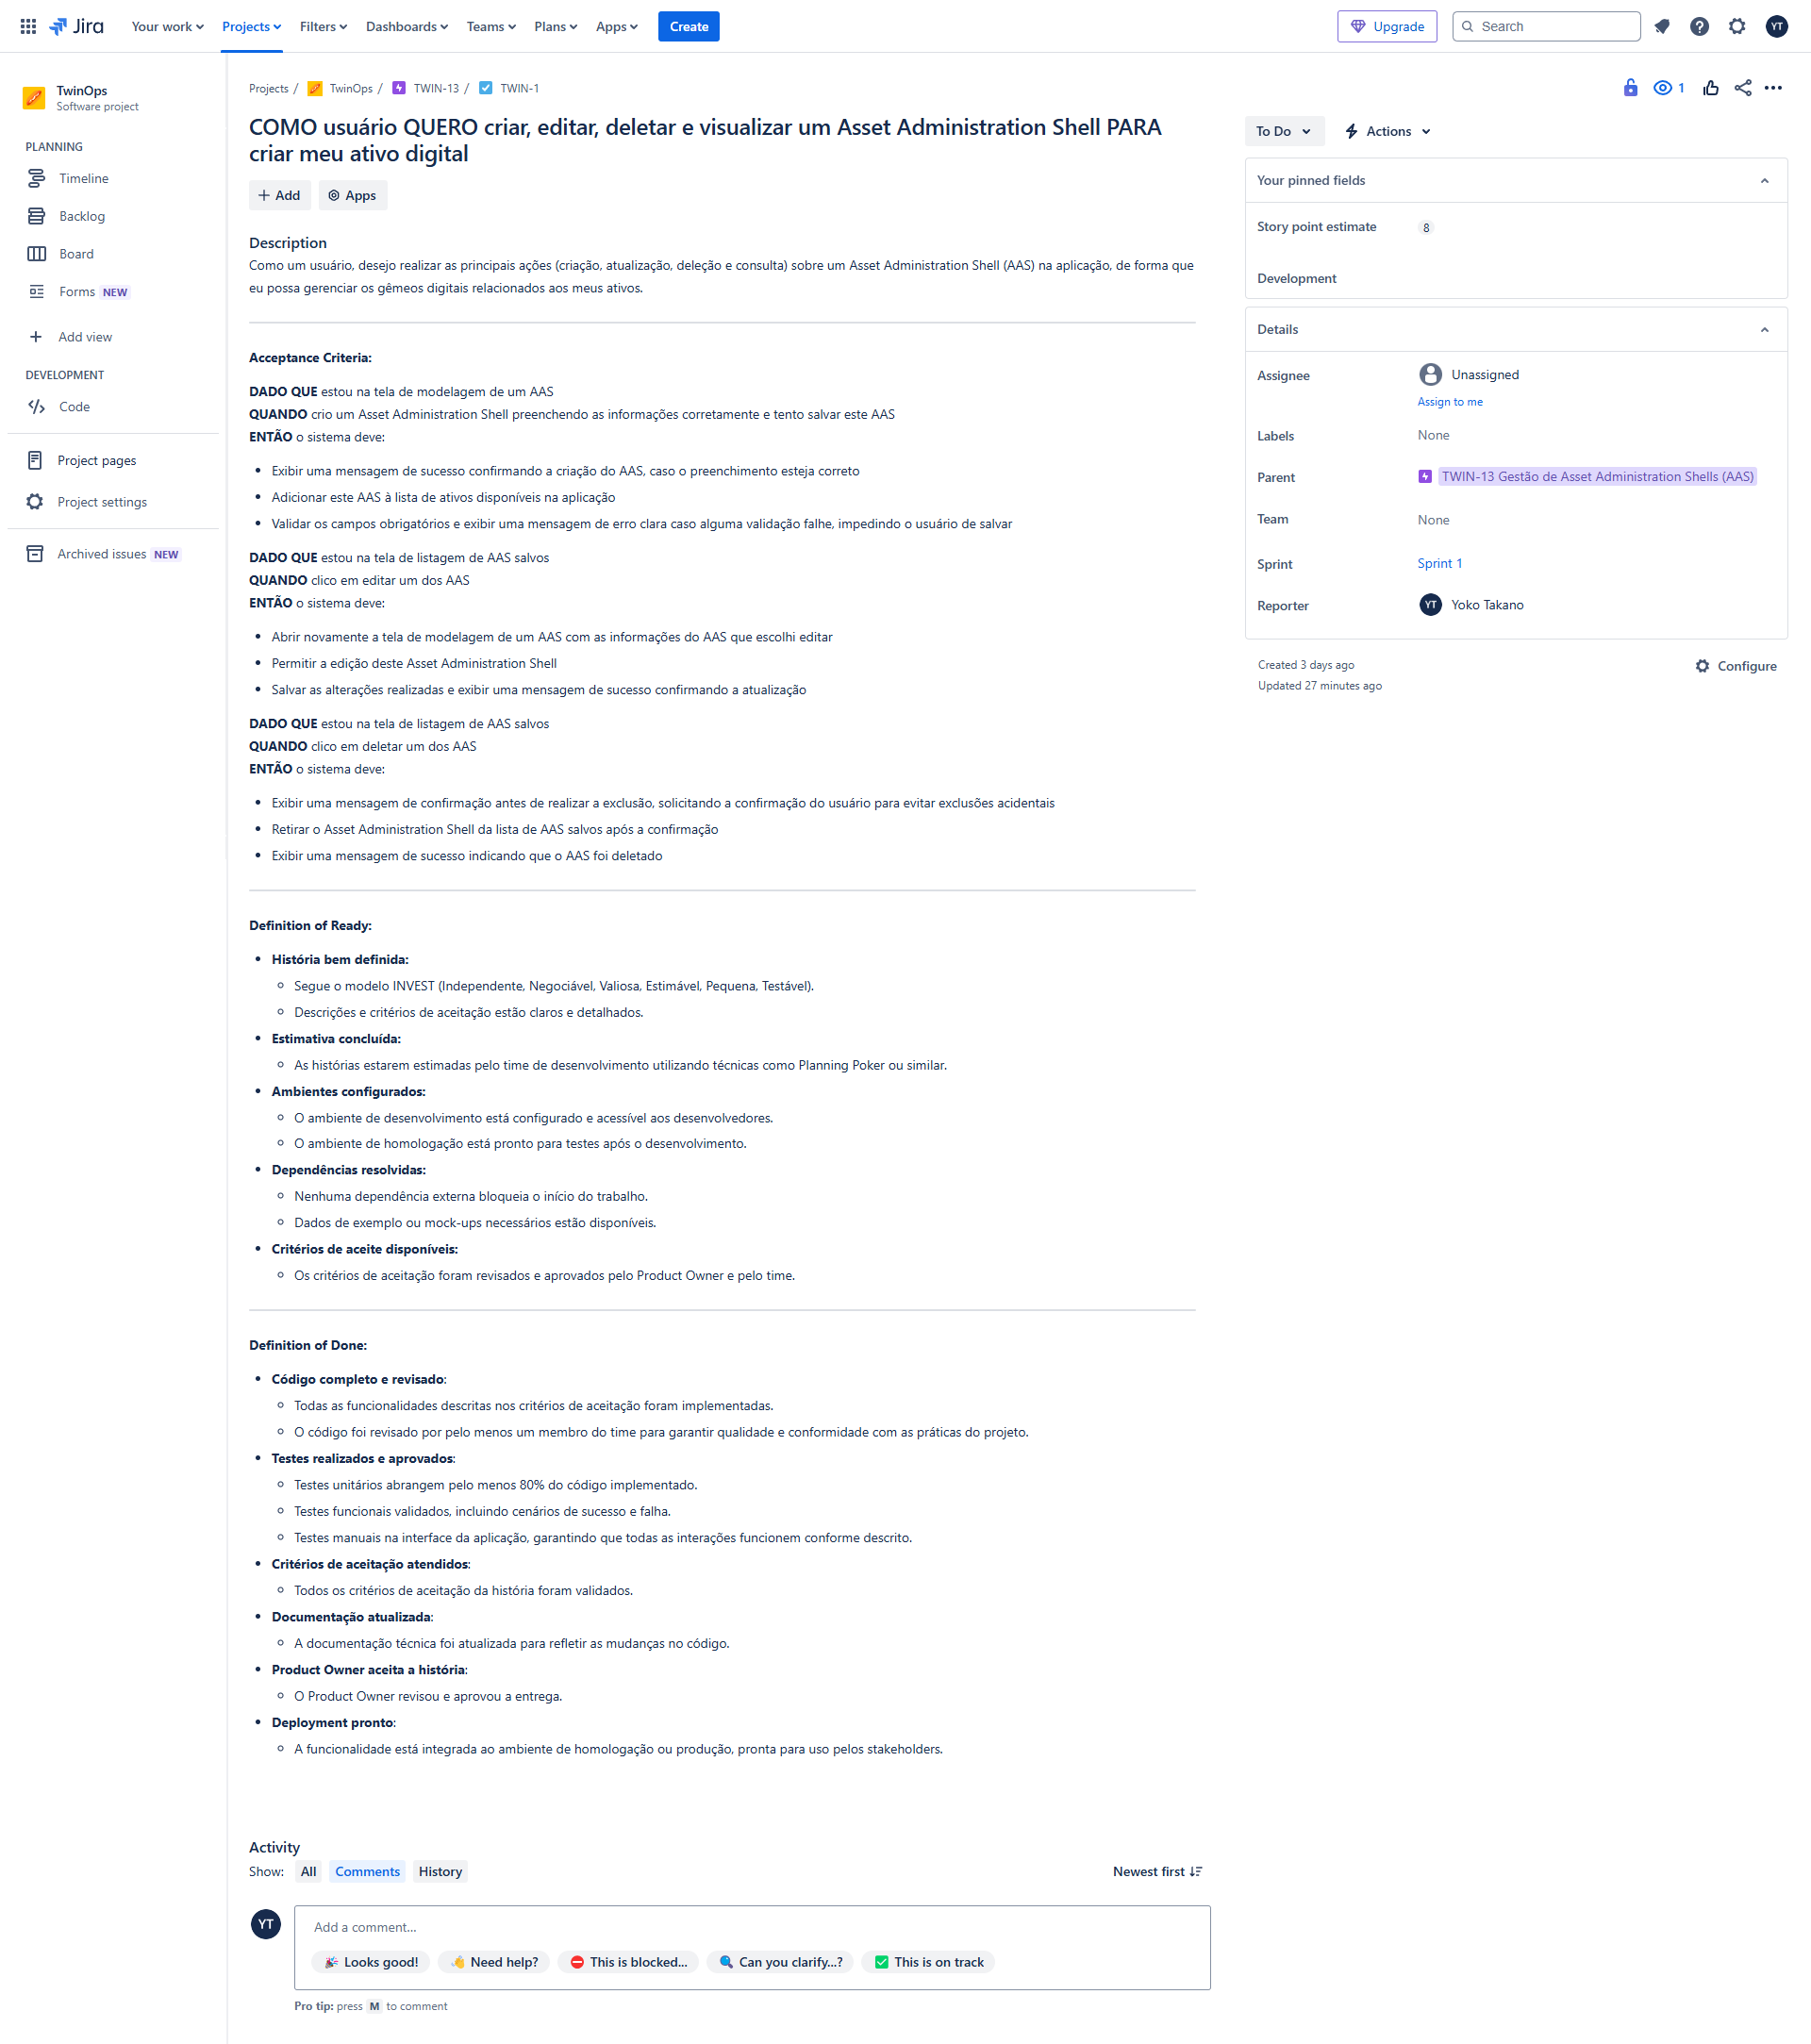 Jira
Your work
Projects
Filters
Dashboards
Teams
Plans
Apps
Create
Upgrade
Search
YT
TwinOps
Software project
PLANNING
Timeline
Backlog
Board
Forms NEW
Add view
DEVELOPMENT
Code
Project pages
Project settings
Archived issues NEW
Projects / TwinOps / TWIN-13 / TWIN-1
COMO usuário QUERO criar, editar, deletar e visualizar um Asset Administration Shell PARA
criar meu ativo digital
Add
Apps
Description
Como um usuário, desejo realizar as principais ações (criação, atualização, deleção e consulta) sobre um Asset Administration Shell (AAS) na aplicação, de forma que
eu possa gerenciar os gêmeos digitais relacionados aos meus ativos.
Acceptance Criteria:
DADO QUE estou na tela de modelagem de um AAS
QUANDO crio um Asset Administration Shell preenchendo as informações corretamente e tento salvar este AAS
ENTÃO o sistema deve:
• Exibir uma mensagem de sucesso confirmando a criação do AAS, caso o preenchimento esteja correto
• Adicionar este AAS à lista de ativos disponíveis na aplicação
• Validar os campos obrigatórios e exibir uma mensagem de erro clara caso alguma validação falhe, impedindo o usuário de salvar
DADO QUE estou na tela de listagem de AAS salvos
QUANDO clico em editar um dos AAS
ENTÃO o sistema deve:
• Abrir novamente a tela de modelagem de um AAS com as informações do AAS que escolhi editar
• Permitir a edição deste Asset Administration Shell
• Salvar as alterações realizadas e exibir uma mensagem de sucesso confirmando a atualização
DADO QUE estou na tela de listagem de AAS salvos
QUANDO clico em deletar um dos AAS
ENTÃO o sistema deve:
• Exibir uma mensagem de confirmação antes de realizar a exclusão, solicitando a confirmação do usuário para evitar exclusões acidentais
• Retirar o Asset Administration Shell da lista de AAS salvos após a confirmação
• Exibir uma mensagem de sucesso indicando que o AAS foi deletado
Definition of Ready:
• História bem definida:
◦ Segue o modelo INVEST (Independente, Negociável, Valiosa, Estimável, Pequena, Testável).
◦ Descrições e critérios de aceitação estão claros e detalhados.
• Estimativa concluída:
◦ As histórias estarem estimadas pelo time de desenvolvimento utilizando técnicas como Planning Poker ou similar.
• Ambientes configurados:
◦ O ambiente de desenvolvimento está configurado e acessível aos desenvolvedores.
◦ O ambiente de homologação está pronto para testes após o desenvolvimento.
• Dependências resolvidas:
◦ Nenhuma dependência externa bloqueia o início do trabalho.
◦ Dados de exemplo ou mock-ups necessários estão disponíveis.
• Critérios de aceite disponíveis:
◦ Os critérios de aceitação foram revisados e aprovados pelo Product Owner e pelo time.
Definition of Done:
• Código completo e revisado:
◦ Todas as funcionalidades descritas nos critérios de aceitação foram implementadas.
◦ O código foi revisado por pelo menos um membro do time para garantir qualidade e conformidade com as práticas do projeto.
• Testes realizados e aprovados:
◦ Testes unitários abrangem pelo menos 80% do código implementado.
◦ Testes funcionais validados, incluindo cenários de sucesso e falha.
◦ Testes manuais na interface da aplicação, garantindo que todas as interações funcionem conforme descrito.
• Critérios de aceitação atendidos:
◦ Todos os critérios de aceitação da história foram validados.
• Documentação atualizada:
◦ A documentação técnica foi atualizada para refletir as mudanças no código.
• Product Owner aceita a história:
◦ O Product Owner revisou e aprovou a entrega.
• Deployment pronto:
◦ A funcionalidade está integrada ao ambiente de homologação ou produção, pronta para uso pelos stakeholders.
Activity
Show: All Comments History
Newest first
YT
Add a comment...
Looks good!
Need help?
This is blocked...
Can you clarify...?
This is on track
Pro tip: press M to comment
1
To Do
Actions
Your pinned fields
Story point estimate 8
Development
Details
Assignee Unassigned
Assign to me
Labels None
Parent TWIN-13 Gestão de Asset Administration Shells (AAS)
Team None
Sprint Sprint 1
Reporter YT Yoko Takano
Created 3 days ago
Updated 27 minutes ago
Configure